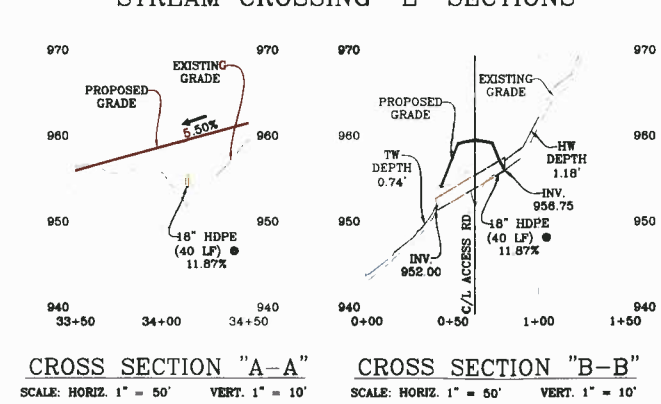 STREAM CROSSING "E" SECTIONS
970
970
EXISTING
GRADE
PROPOSED
GRADE
5.50%
960
960
950
950
18" HDPE
(40 LF) ●
11.87%
940
940
33+50
34+00
34+50
CROSS SECTION "A-A"
SCALE: HORIZ. 1" = 50'
VERT. 1" = 10'
970
970
EXISTING
GRADE
PROPOSED
GRADE
960
960
TW
DEPTH
0.74'
HW
DEPTH
1.18'
INV.
956.75
950
950
18" HDPE
(40 LF) ●
11.87%
INV.
952.00
C/L ACCESS RD
940
940
0+00
0+50
1+00
1+50
CROSS SECTION "B-B"
SCALE: HORIZ. 1" = 50'
VERT. 1" = 10'